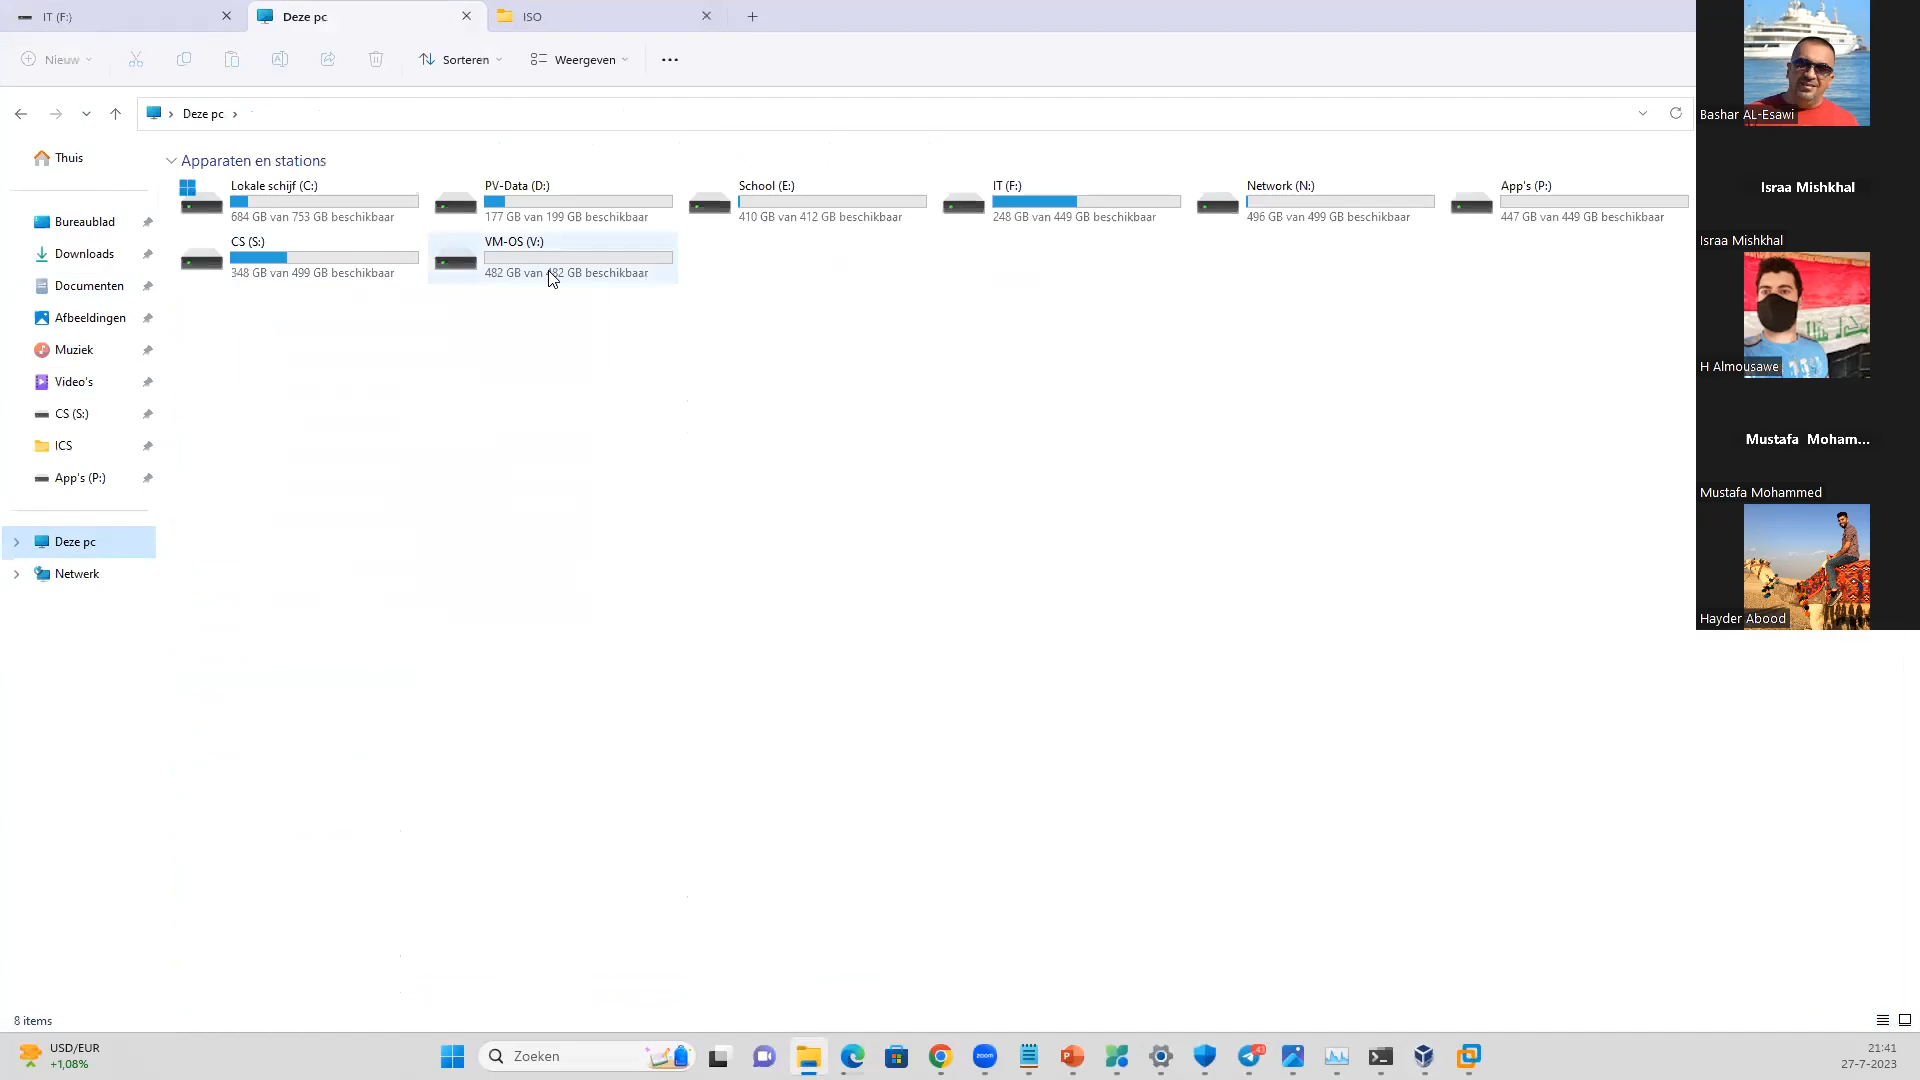 IT (F:)
Deze pc
ISO
Nieuw
Sorteren
Weergeven
Deze pc
Thuis
Bureaublad
Downloads
Documenten
Afbeeldingen
Muziek
Video's
CS (S:)
ICS
App's (P:)
Deze pc
Netwerk
Apparaten en stations
Lokale schijf (C:)
684 GB van 753 GB beschikbaar
PV-Data (D:)
177 GB van 199 GB beschikbaar
School (E:)
410 GB van 412 GB beschikbaar
IT (F:)
248 GB van 449 GB beschikbaar
Network (N:)
496 GB van 499 GB beschikbaar
App's (P:)
447 GB van 449 GB beschikbaar
CS (S:)
348 GB van 499 GB beschikbaar
VM-OS (V:)
482 GB van 482 GB beschikbaar
Bashar AL-Esawi
Israa Mishkhal
Israa Mishkhal
H Almousawe
Mustafa Moham...
Mustafa Mohammed
Hayder Abood
8 items
USD/EUR
+1,08%
Zoeken
zoom
21:41
27-7-2023